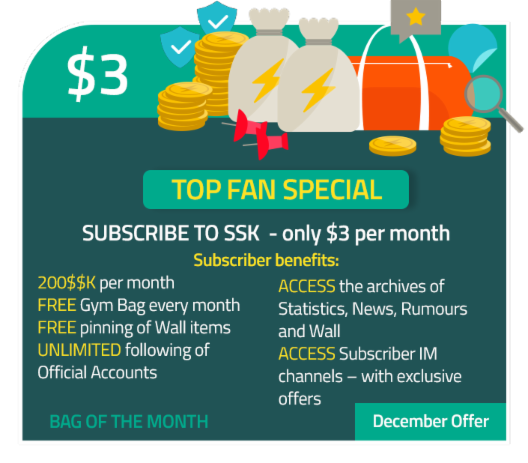 $3
TOP FAN SPECIAL
SUBSCRIBE TO SSK - only $3 per month
Subscriber benefits:
200$$K per month
FREE Gym Bag every month
FREE pinning of Wall items
UNLIMITED following of
Official Accounts
ACCESS the archives of
Statistics, News, Rumours
and Wall
ACCESS Subscriber IM
channels – with exclusive
offers
BAG OF THE MONTH
December Offer